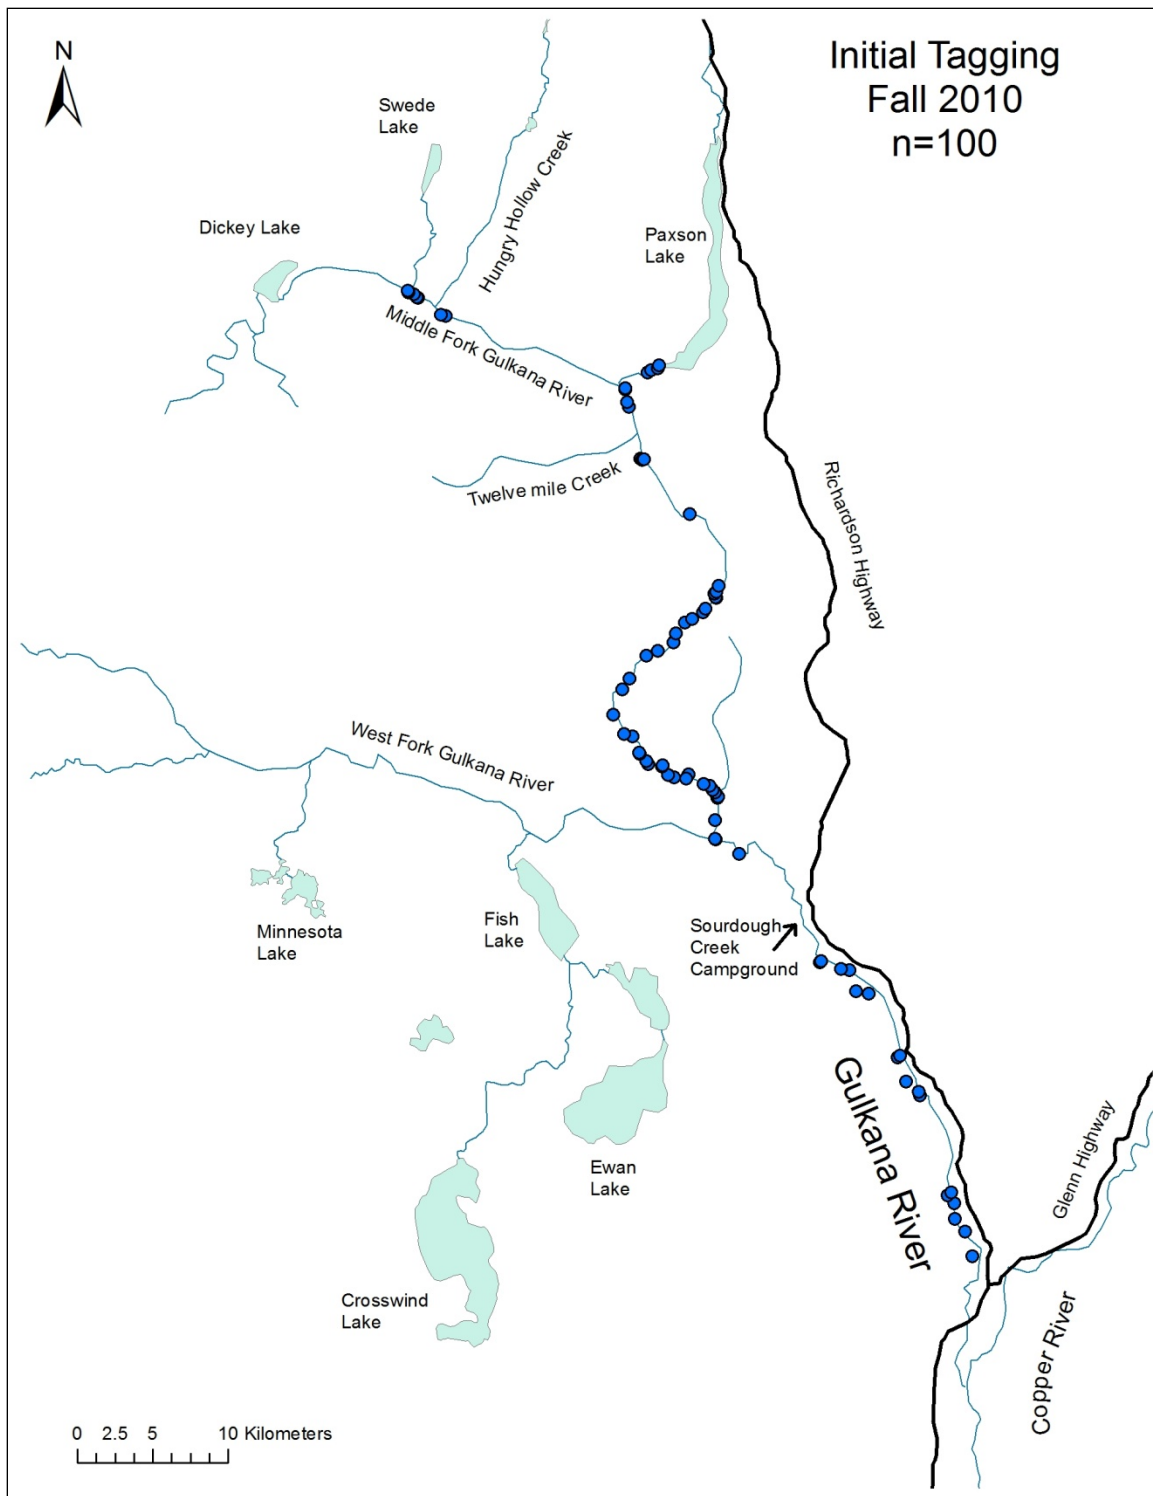 Initial Tagging
Fall 2010
n=100
N
Swede
Lake
Hungry Hollow Creek
Dickey Lake
Paxson
Lake
Middle Fork Gulkana River
Twelve mile Creek
Richardson Highway
West Fork Gulkana River
Minnesota
Lake
Fish
Lake
Sourdough
Creek
Campground
Gulkana River
Ewan
Lake
Glenn Highway
Crosswind
Lake
Copper River
0 2.5 5 10 Kilometers